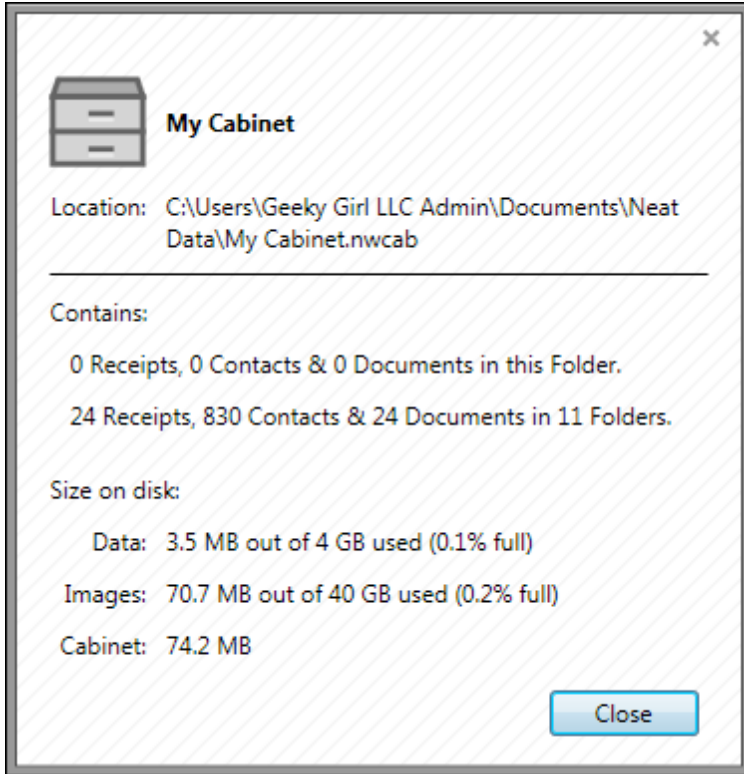 My Cabinet
Location: C:\Users\Geeky Girl LLC Admin\Documents\Neat
Data\My Cabinet.nwcab
Contains:
0 Receipts, 0 Contacts & 0 Documents in this Folder.
24 Receipts, 830 Contacts & 24 Documents in 11 Folders.
Size on disk:
Data: 3.5 MB out of 4 GB used (0.1% full)
Images: 70.7 MB out of 40 GB used (0.2% full)
Cabinet: 74.2 MB
Close